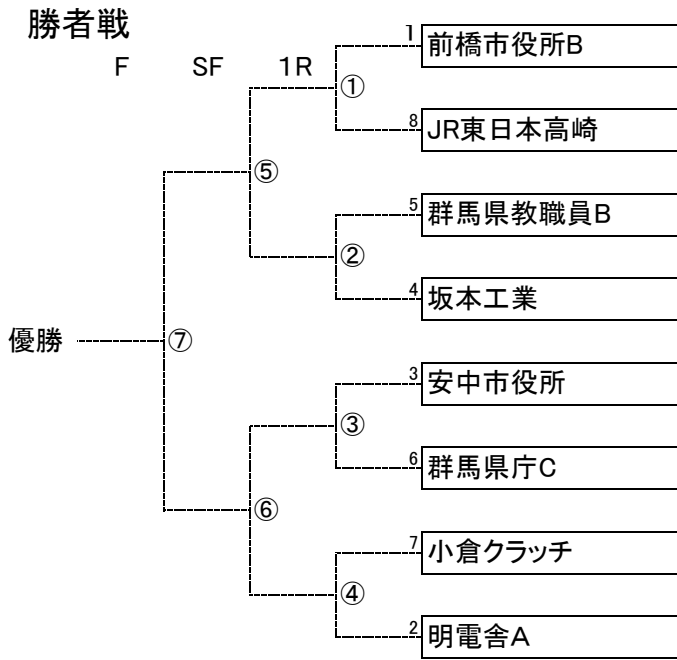 勝者戦
F SF 1R
1 前橋市役所B
①
8 JR東日本高崎
⑤
5 群馬県教職員B
②
4 坂本工業
優勝 ⑦
3 安中市役所
③
6 群馬県庁C
⑥
7 小倉クラッチ
④
2 明電舎A